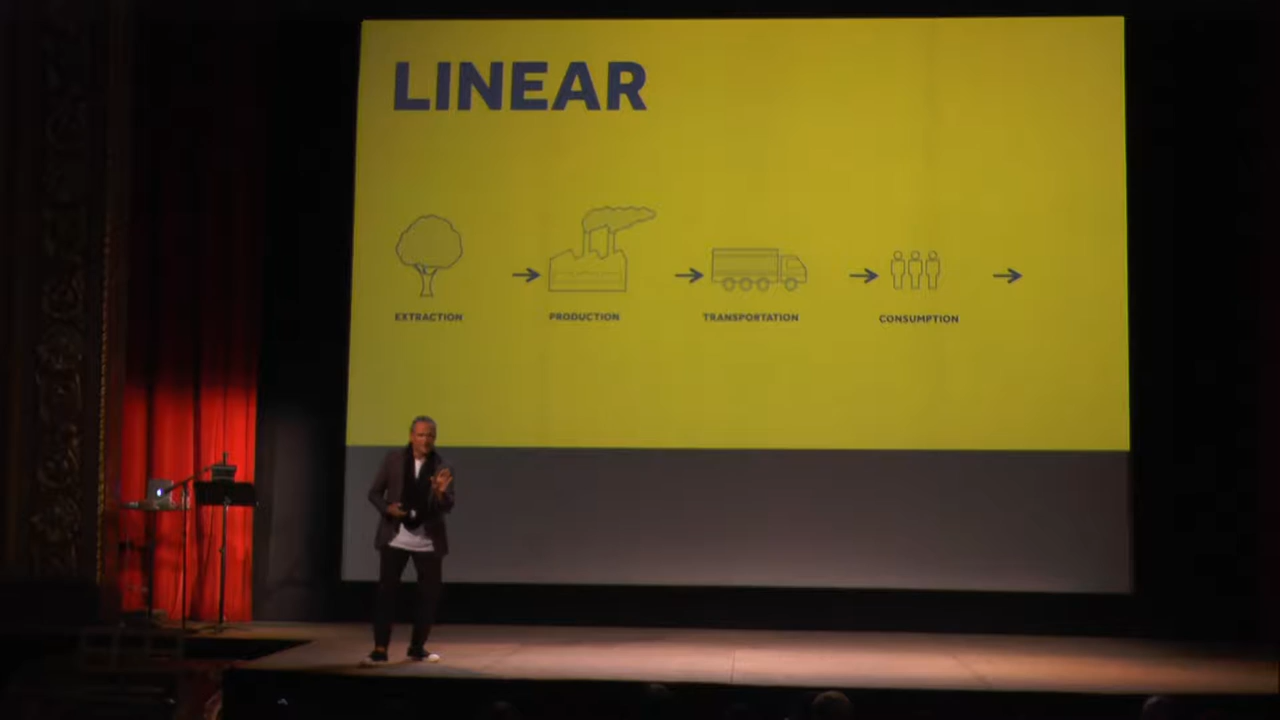 LINEAR
EXTRACTION
PRODUCTION
TRANSPORTATION
CONSUMPTION